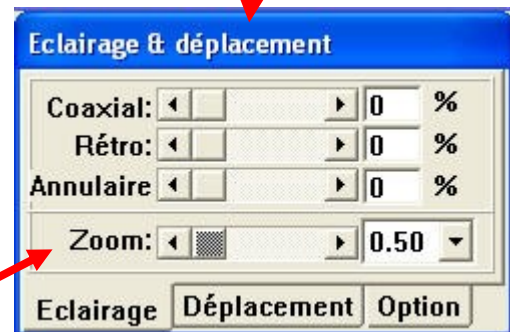 Eclairage & déplacement
Coaxial: 0 %
Rétro: 0 %
Annulaire 0 %
Zoom: 0.50
Eclairage Déplacement Option